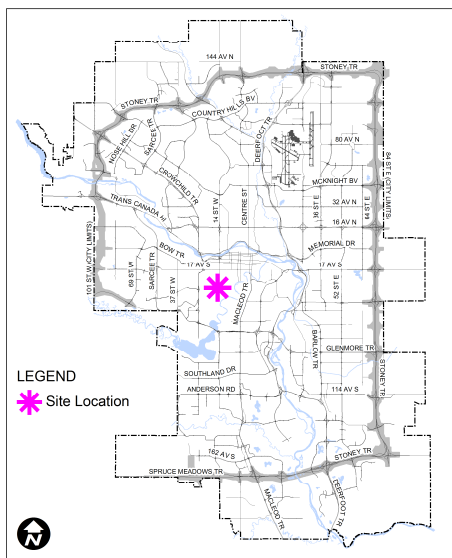 144 AV N
STONEY TR
STONEY TR
COUNTRY HILLS BV
NOSE HILL DR
SARCEE TR
DEERFOOT TR
80 AV N
CROWCHILD TR
84 ST E (CITY LIMITS)
MCKNIGHT BV
TRANS CANADA H
14 ST W
CENTRE ST
36 ST E
32 AV N
44 ST E
16 AV N
101 ST W (CITY LIMITS)
BOW TR
MEMORIAL DR
17 AV S
17 AV S
69 ST W
SARCEE TR
37 ST W
MACLEOD TR
52 ST E
BARLOW TR
GLENMORE TR
STONEY TR
LEGEND
Site Location
SOUTHLAND DR
ANDERSON RD
114 AV S
162 AV S
STONEY TR
SPRUCE MEADOWS TR
MACLEOD TR
DEERFOOT TR
N